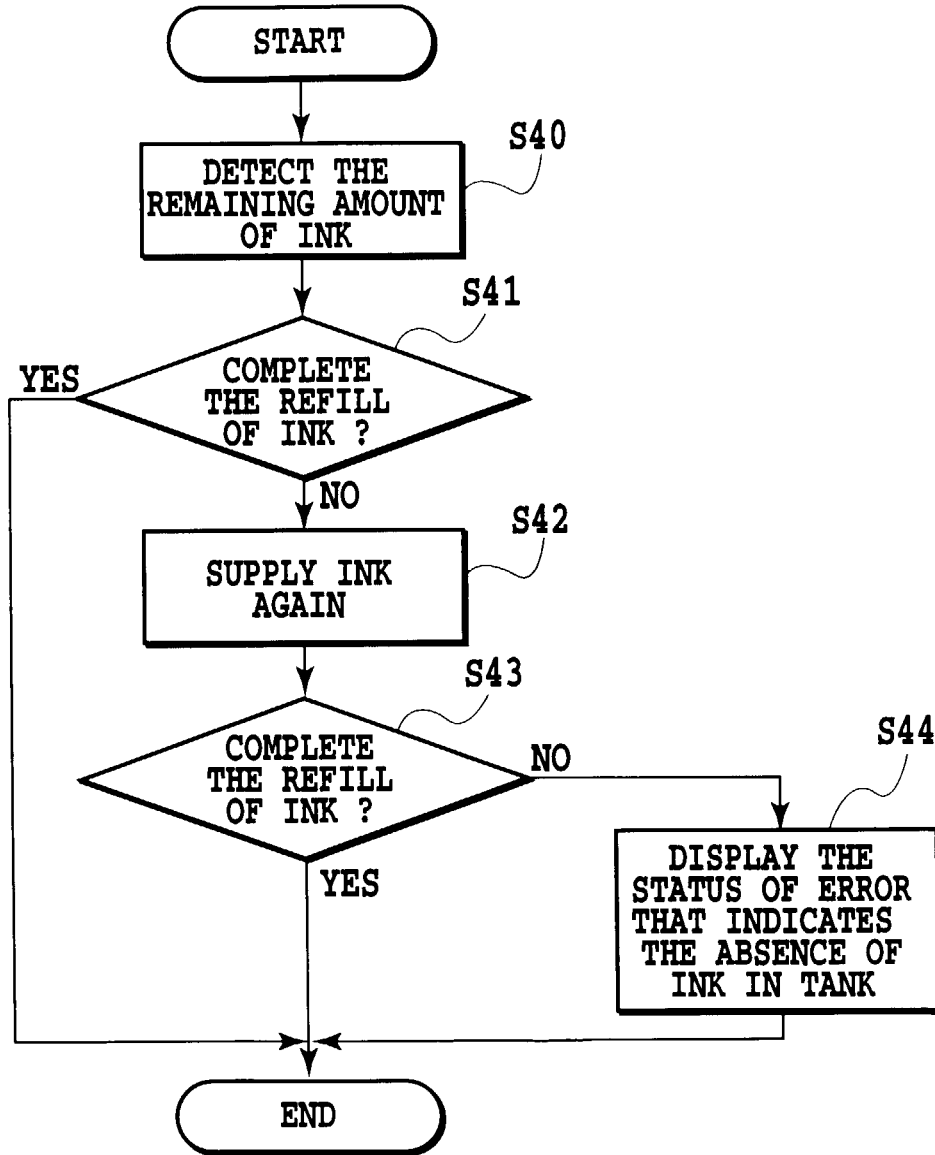 START
S40
DETECT THE
REMAINING AMOUNT
OF INK
S41
YES
COMPLETE
THE REFILL
OF INK ?
NO
S42
SUPPLY INK
AGAIN
S43
COMPLETE
THE REFILL
OF INK ?
NO
S44
YES
DISPLAY THE
STATUS OF ERROR
THAT INDICATES
THE ABSENCE OF
INK IN TANK
END